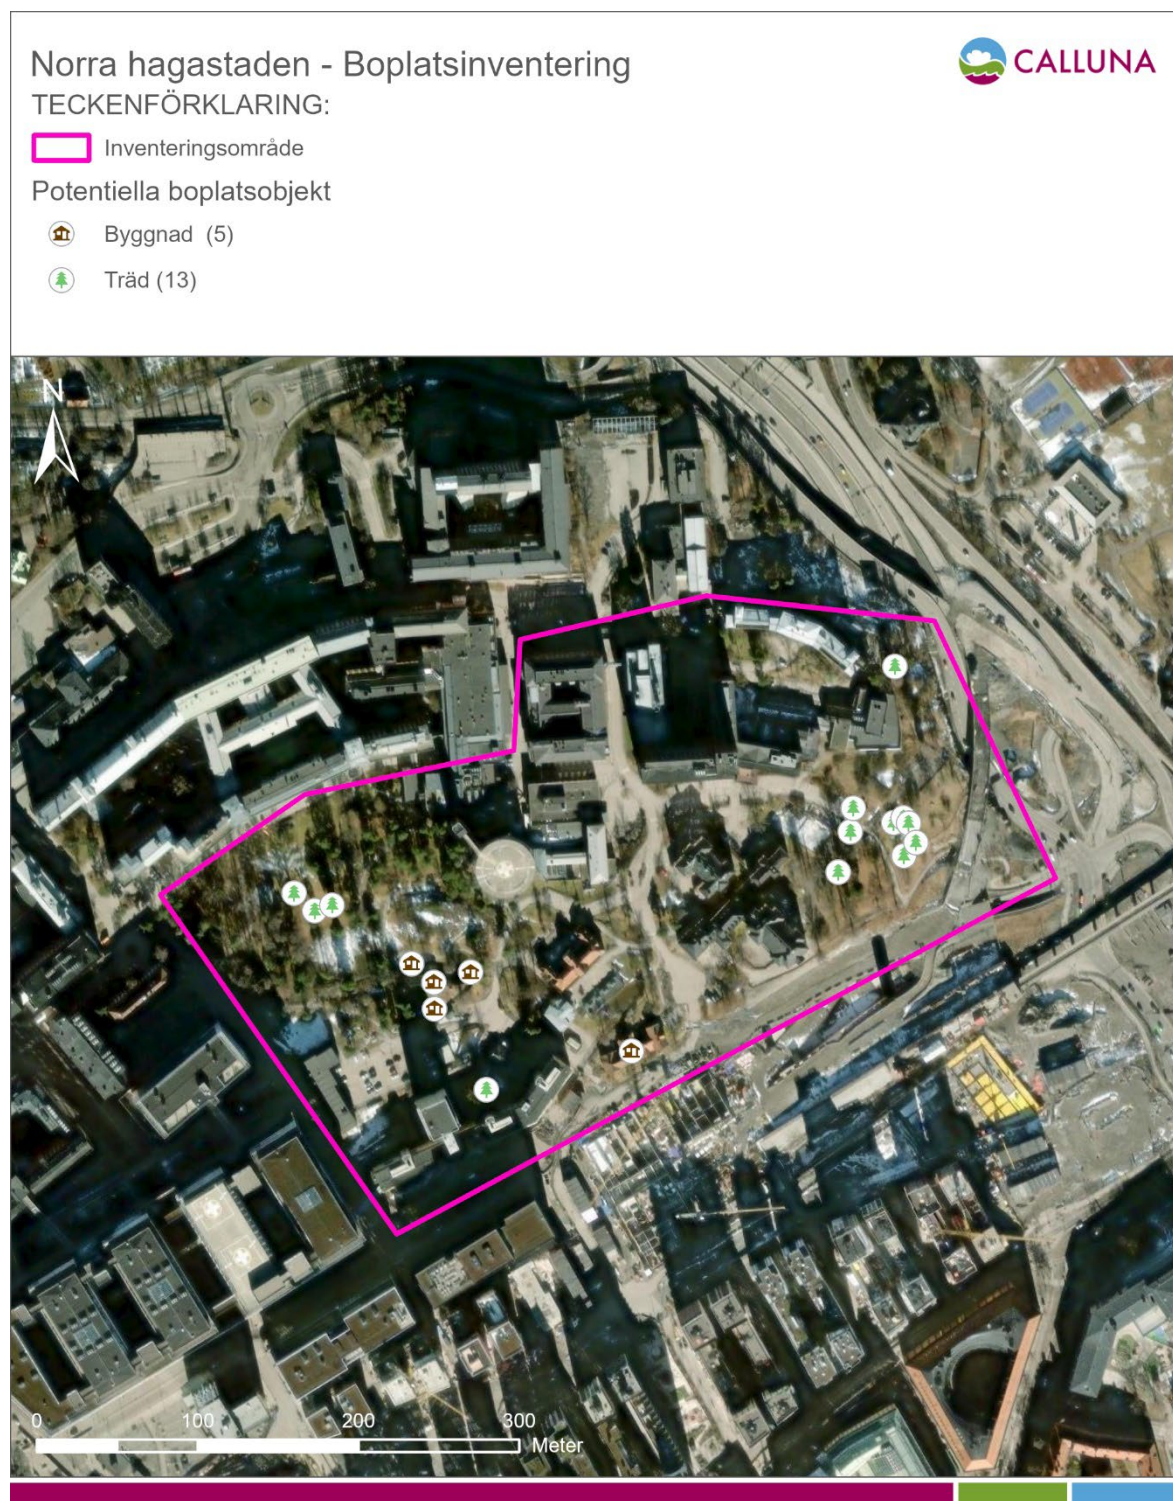 Norra hagastaden - Boplatsinventering
CALLUNA
TECKENFÖRKLARING:
Inventeringsområde
Potentiella boplatsobjekt
Byggnad (5)
Träd (13)
N
0 100 200 300
Meter